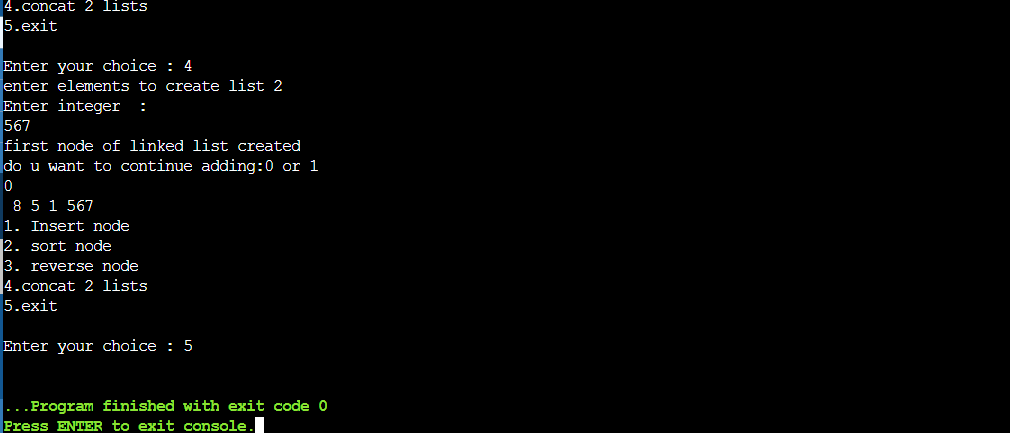 4.concat 2 lists
5.exit
Enter your choice : 4
enter elements to create list 2
Enter integer  :
567
first node of linked list created
do u want to continue adding:0 or 1
0
 8 5 1 567
1. Insert node
2. sort node
3. reverse node
4.concat 2 lists
5.exit
Enter your choice : 5
...Program finished with exit code 0
Press ENTER to exit console.